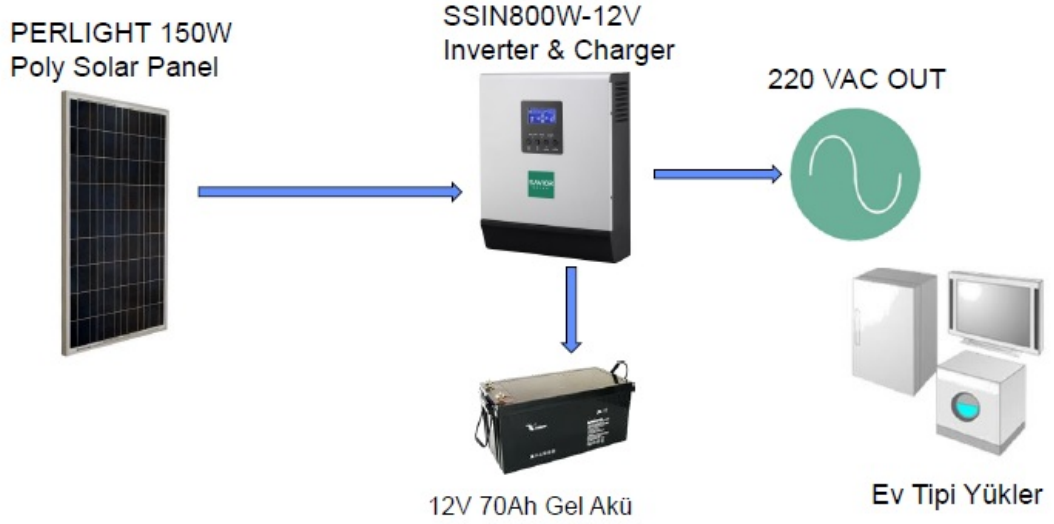 PERLIGHT 150W
Poly Solar Panel
SSIN800W-12V
Inverter & Charger
220 VAC OUT
SAVIOR
12V 70Ah Gel Akü
Ev Tipi Yükler